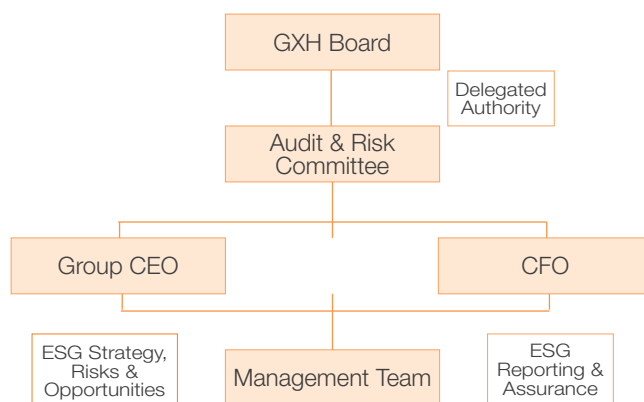 GXH Board
Delegated
Authority
Audit & Risk
Committee
Group CEO
CFO
ESG Strategy,
Risks &
Opportunities
Management Team
ESG
Reporting &
Assurance